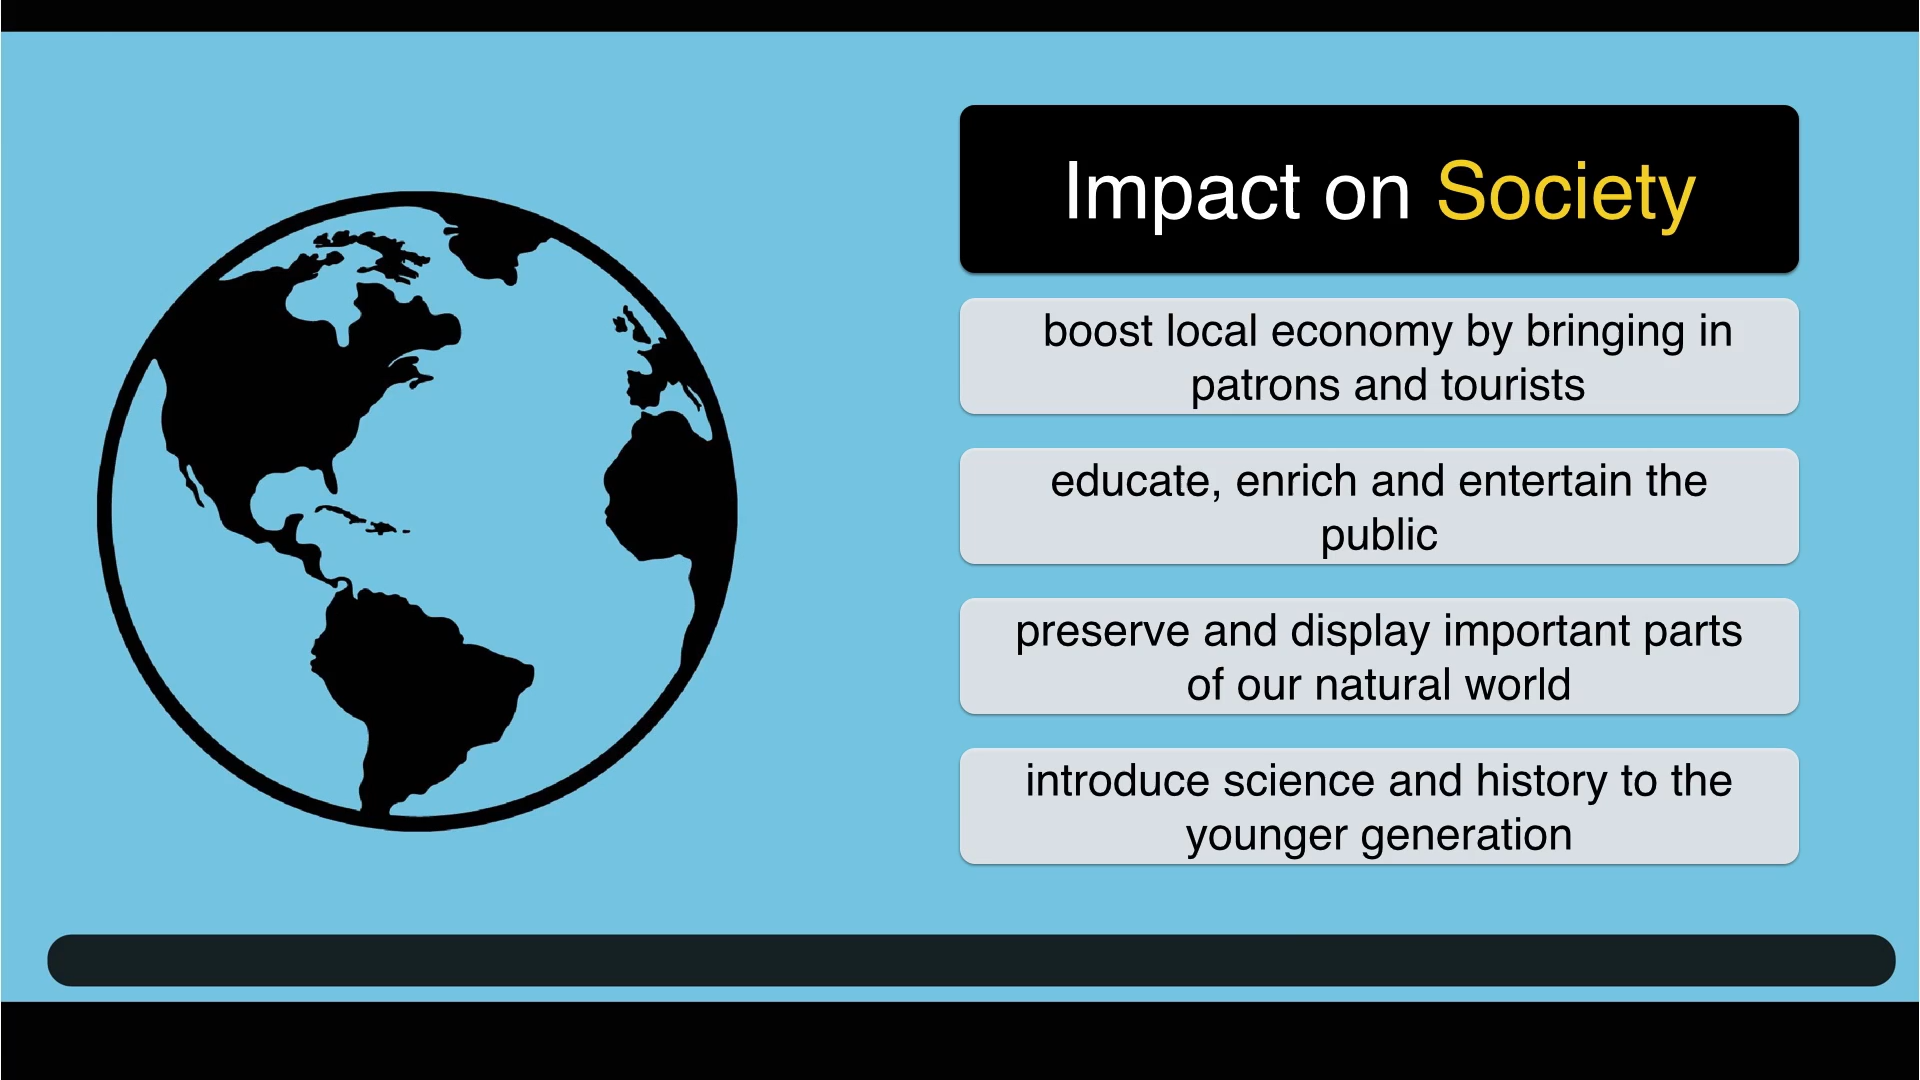 Impact on Society
boost local economy by bringing in
patrons and tourists
educate, enrich and entertain the
public
preserve and display important parts
of our natural world
introduce science and history to the
younger generation